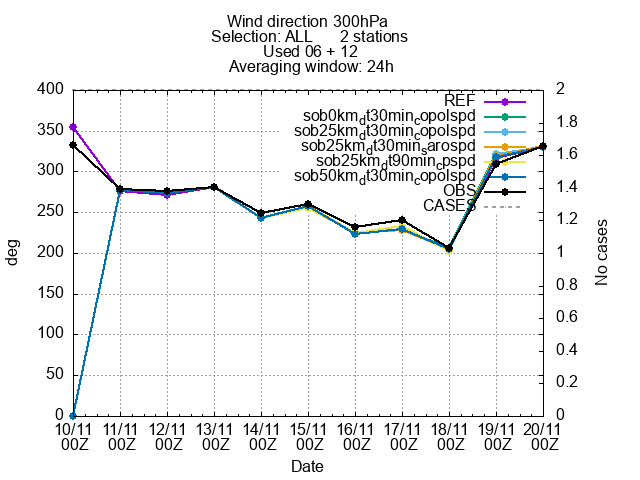 Wind direction 300hPa
Selection: ALL 2 stations
Used 06 + 12
Averaging window: 24h
400 2
REF
350 1.8
sob0km_dt30min_copolspd
sob25km_dt30min_copolspd
300 1.6
sob25km_dt30min_sarospd
sob25km_dt90min_cpspd
sob50km_dt30min_copolspd
OBS
250 1.4
CASES
200 1.2
deg
No cases
150 1
100 0.8
50 0.6
0 0.4
0.2
0
10/11 11/11 12/11 13/11 14/11 15/11 16/11 17/11 18/11 19/11 20/11
00Z 00Z 00Z 00Z 00Z 00Z 00Z 00Z 00Z 00Z 00Z
Date